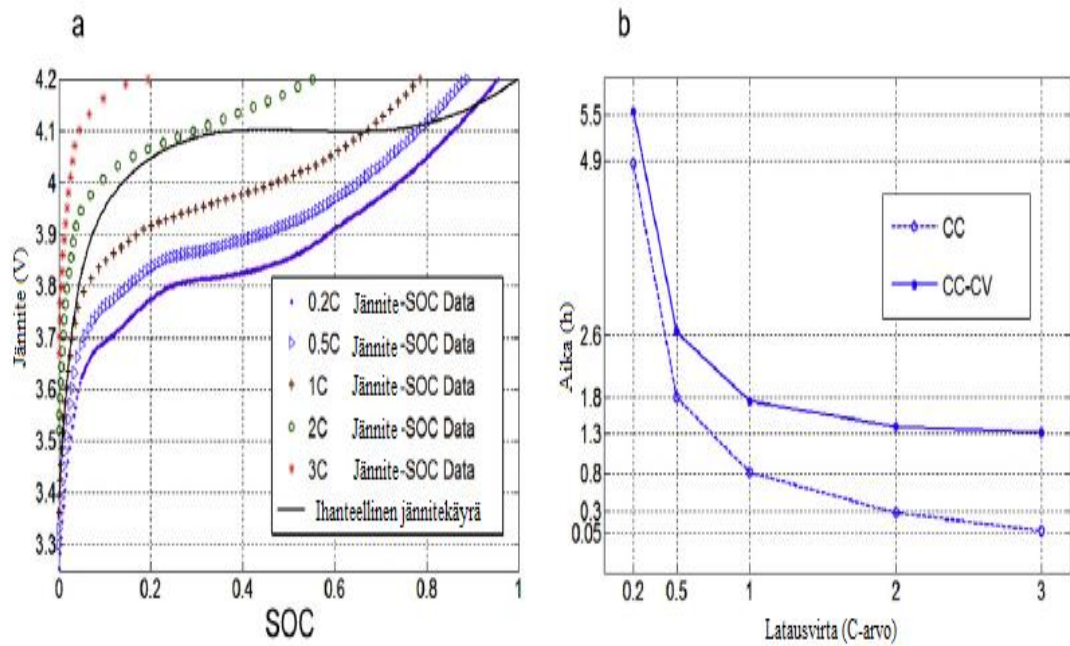 a
4.2
4.1
4
3.9
3.8
3.7
3.6
3.5
3.4
3.3
Jännite (V)
0
0.2
0.4
0.6
0.8
1
SOC
0.2C Jännite-SOC Data
0.5C Jännite-SOC Data
1C Jännite-SOC Data
2C Jännite-SOC Data
3C Jännite-SOC Data
Ihanteellinen jännitekäyrä
b
5.5
4.9
2.6
1.8
1.3
0.8
0.3
0.05
Aika (h)
0.2
0.5
1
2
3
Latausvirta (C-arvo)
CC
CC-CV